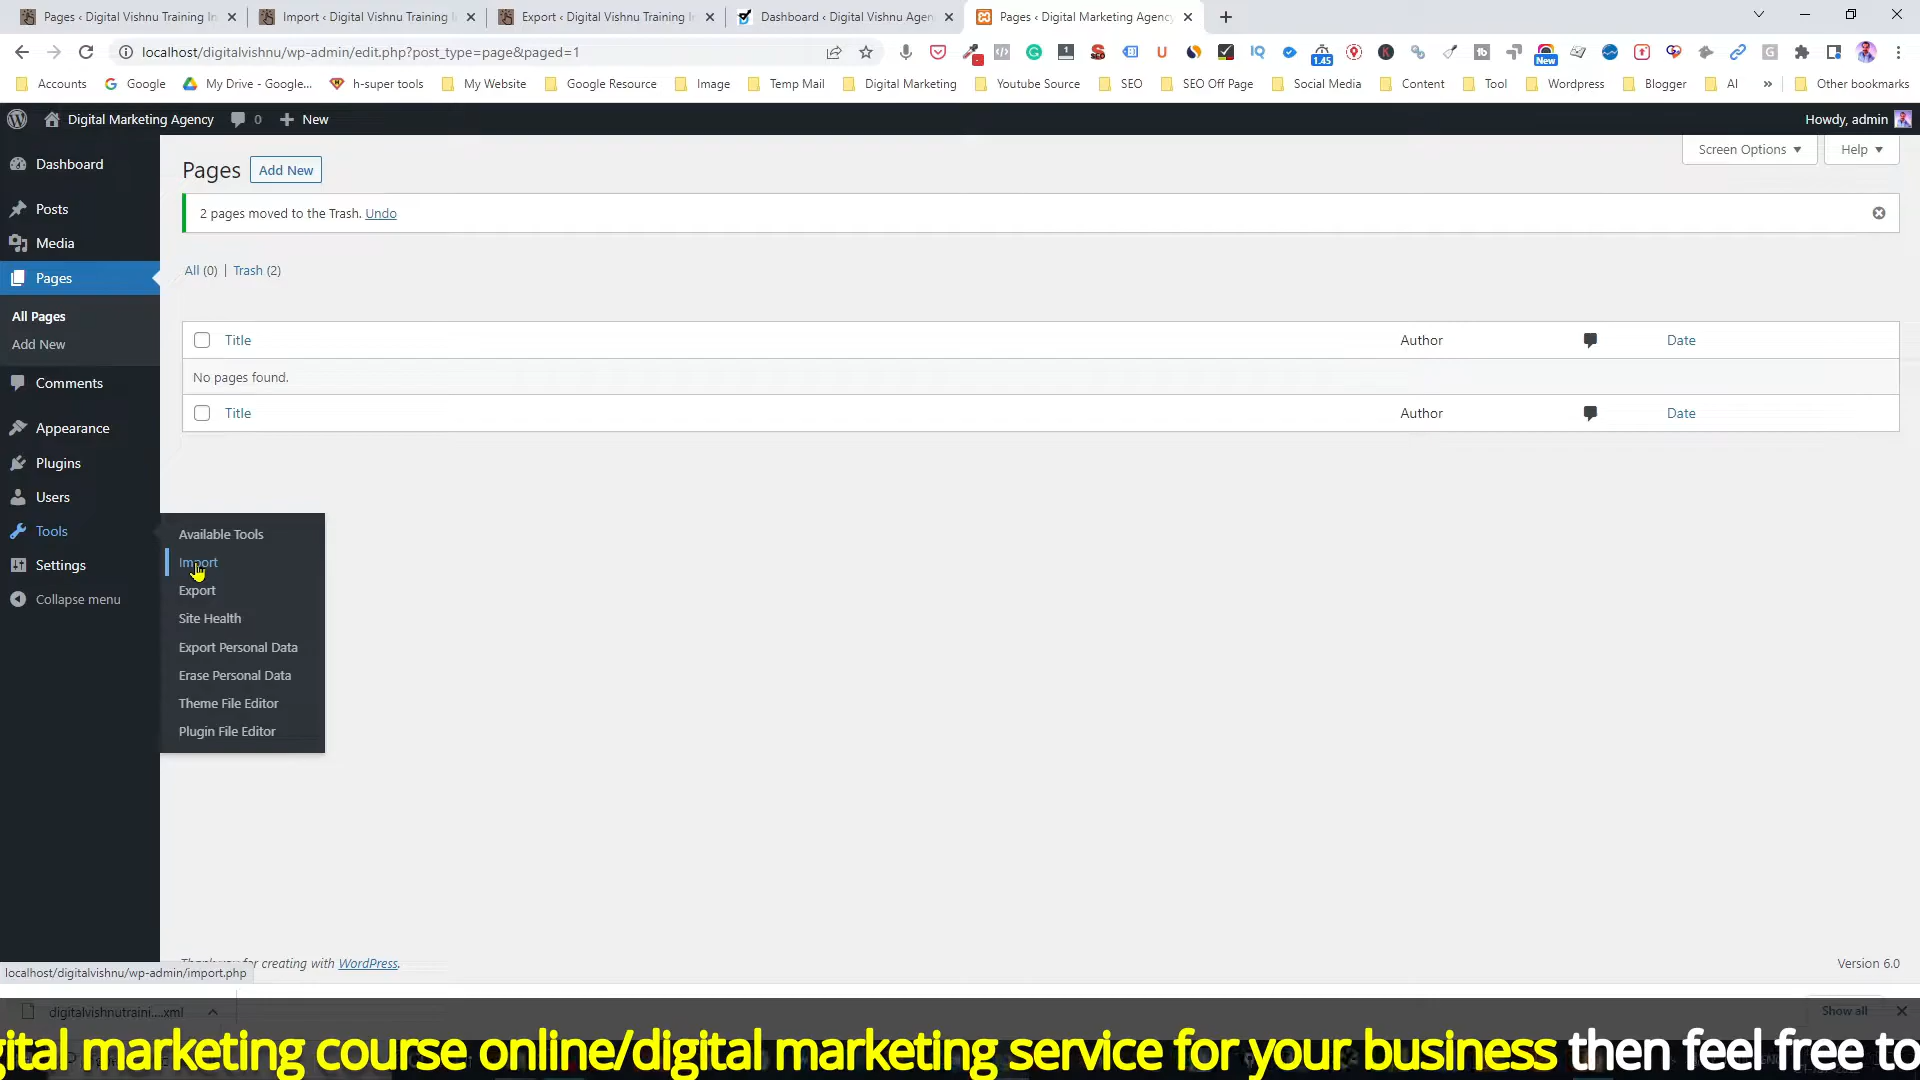 Pages ‹ Digital Vishnu Training In
Import ‹ Digital Vishnu Training I
Export ‹ Digital Vishnu Training In
Dashboard ‹ Digital Vishnu Agen
Pages ‹ Digital Marketing Agency
localhost/digitalvishnu/wp-admin/edit.php?post_type=page&paged=1
1.45
New
Accounts
Google
My Drive - Google...
h-super tools
My Website
Google Resource
Image
Temp Mail
Digital Marketing
Youtube Source
SEO
SEO Off Page
Social Media
Content
Tool
Wordpress
Blogger
AI
»
Other bookmarks
Digital Marketing Agency
0
New
Howdy, admin
Dashboard
Posts
Media
Pages
All Pages
Add New
Comments
Appearance
Plugins
Users
Tools
Settings
Collapse menu
Available Tools
Import
Export
Site Health
Export Personal Data
Erase Personal Data
Theme File Editor
Plugin File Editor
Screen Options
Help
Pages
Add New
2 pages moved to the Trash. Undo
All (0) | Trash (2)
Title
Author
Date
No pages found.
Title
Author
Date
Thank you for creating with WordPress.
Version 6.0
localhost/digitalvishnu/wp-admin/import.php
digitalvishnutraini....xml
Show all
gital marketing course online/digital marketing service for your business then feel free to